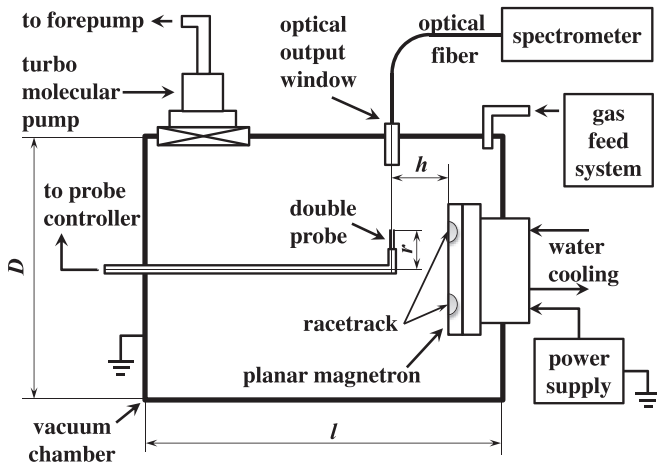 to forepump
turbo
molecular
pump
optical
output
window
optical
fiber
spectrometer
gas
feed
system
h
to probe
controller
double
probe
r
D
water
cooling
racetrack
planar magnetron
power
supply
vacuum
chamber
l